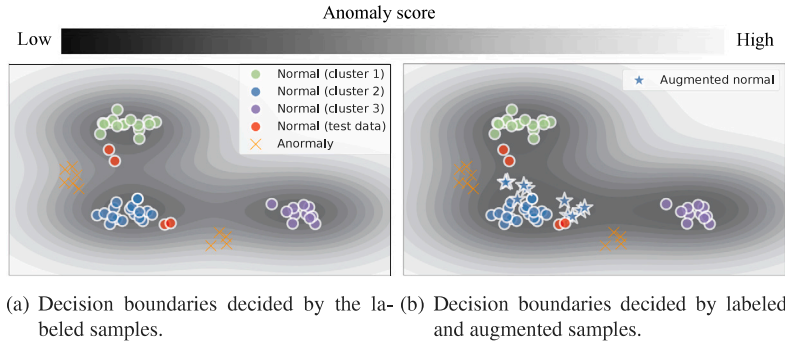 Anomaly score
Low High
Normal (cluster 1)
Normal (cluster 2)
Normal (cluster 3)
Normal (test data)
Anormaly
Augmented normal
(a) Decision boundaries decided by the la-
beled samples.
(b) Decision boundaries decided by labeled
and augmented samples.